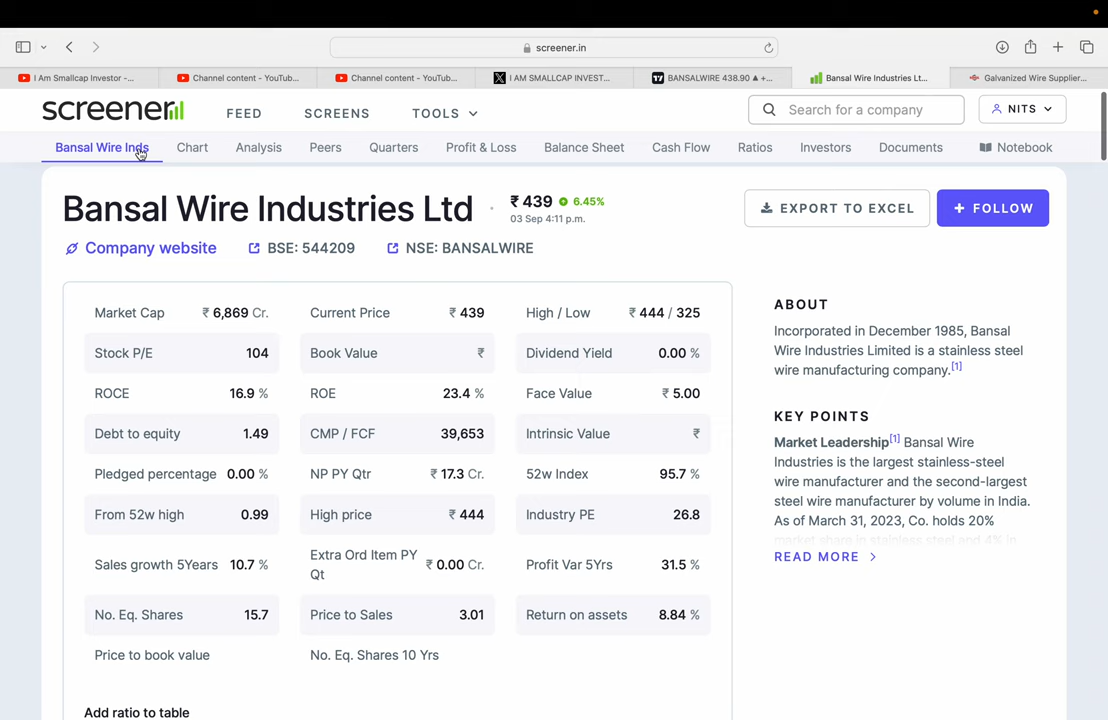 screener.in
I Am Smallcap Investor -...
Channel content - YouTub...
Channel content - YouTub...
I AM SMALLCAP INVEST...
BANSALWIRE 438.90 ▲ +...
Bansal Wire Industries Lt...
Galvanized Wire Supplier...
screener
FEED
SCREENS
TOOLS
Search for a company
NITS
Bansal Wire Inds
Chart
Analysis
Peers
Quarters
Profit & Loss
Balance Sheet
Cash Flow
Ratios
Investors
Documents
Notebook
Bansal Wire Industries Ltd
₹ 439 6.45%
03 Sep 4:11 p.m.
EXPORT TO EXCEL
+ FOLLOW
Company website
BSE: 544209
NSE: BANSALWIRE
Market Cap ₹ 6,869 Cr.
Current Price ₹ 439
High / Low ₹ 444 / 325
Stock P/E 104
Book Value ₹
Dividend Yield 0.00 %
ROCE 16.9 %
ROE 23.4 %
Face Value ₹ 5.00
Debt to equity 1.49
CMP / FCF 39,653
Intrinsic Value ₹
Pledged percentage 0.00 %
NP PY Qtr ₹ 17.3 Cr.
52w Index 95.7 %
From 52w high 0.99
High price ₹ 444
Industry PE 26.8
Sales growth 5Years 10.7 %
Extra Ord Item PY
Qt ₹ 0.00 Cr.
Profit Var 5Yrs 31.5 %
No. Eq. Shares 15.7
Price to Sales 3.01
Return on assets 8.84 %
Price to book value
No. Eq. Shares 10 Yrs
Add ratio to table
ABOUT
Incorporated in December 1985, Bansal
Wire Industries Limited is a stainless steel
wire manufacturing company.[1]
KEY POINTS
Market Leadership[1] Bansal Wire
Industries is the largest stainless-steel
wire manufacturer and the second-largest
steel wire manufacturer by volume in India.
As of March 31, 2023, Co. holds 20%
market share in stainless steel and 4% in
READ MORE >